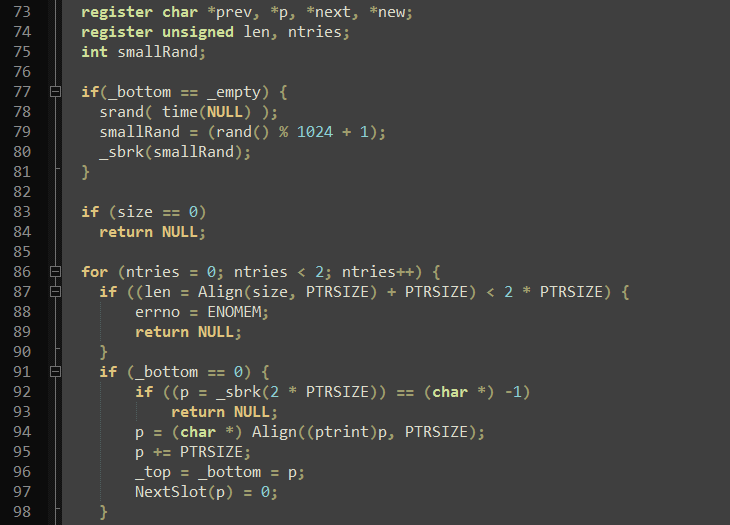 73 register char *prev, *p, *next, *new;
74 register unsigned len, ntries;
75 int smallRand;
76
77 if(_bottom == _empty) {
78 srand( time(NULL) );
79 smallRand = (rand() % 1024 + 1);
80 _sbrk(smallRand);
81 }
82
83 if (size == 0)
84 return NULL;
85
86 for (ntries = 0; ntries < 2; ntries++) {
87 if ((len = Align(size, PTRSIZE) + PTRSIZE) < 2 * PTRSIZE) {
88 errno = ENOMEM;
89 return NULL;
90 }
91 if (_bottom == 0) {
92 if ((p = _sbrk(2 * PTRSIZE)) == (char *) -1)
93 return NULL;
94 p = (char *) Align((ptrint)p, PTRSIZE);
95 p += PTRSIZE;
96 _top = _bottom = p;
97 NextSlot(p) = 0;
98 }